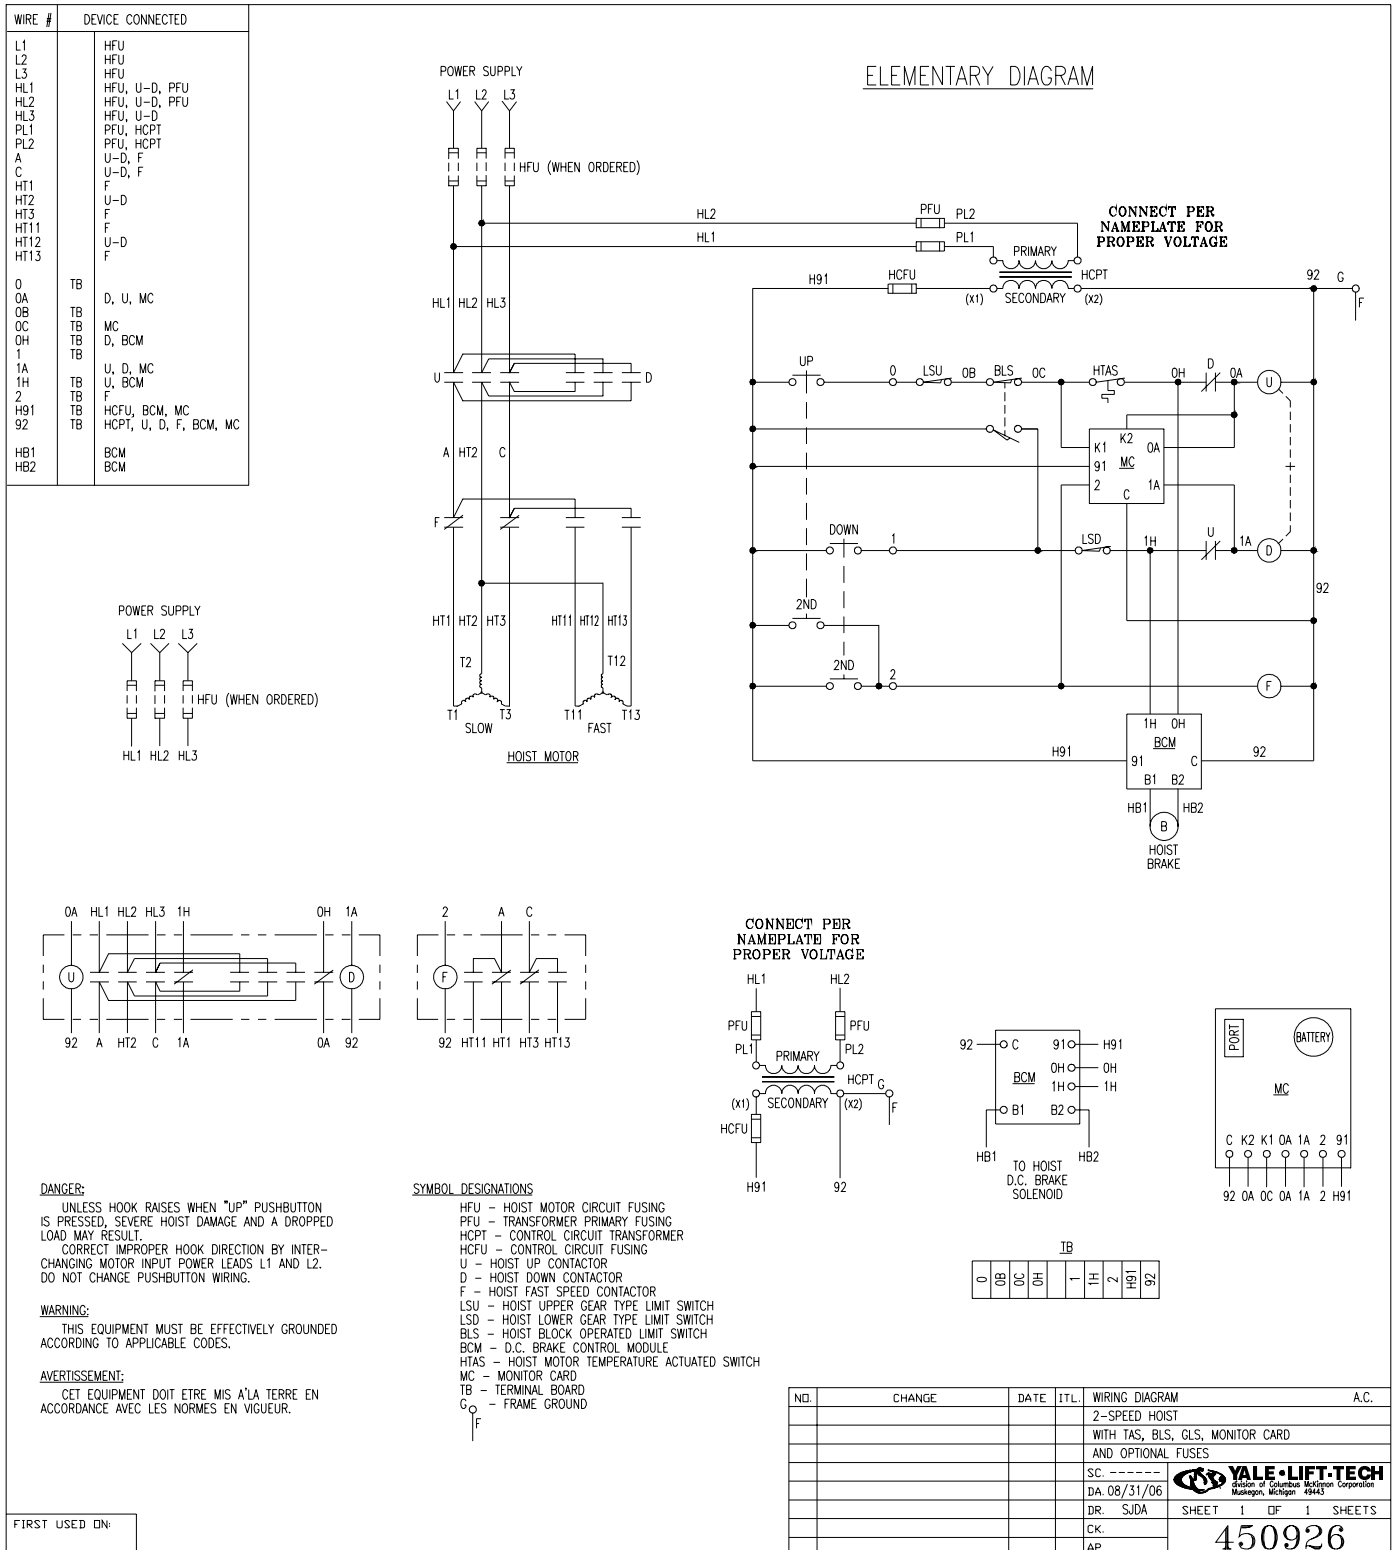 WIRE # DEVICE CONNECTED
L1 HFU
L2 HFU
L3 HFU
HL1 HFU, U-D, PFU
HL2 HFU, U-D, PFU
HL3 HFU, U-D
PL1 PFU, HCPT
PL2 PFU, HCPT
A U-D, F
C U-D, F
HT1 F
HT2 U-D
HT3 F
HT11 F
HT12 U-D
HT13 F
0 TB
0A D, U, MC
0B TB
0C TB MC
0H TB D, BCM
1 TB
1A U, D, MC
1H TB U, BCM
2 TB F
H91 TB HCFU, BCM, MC
92 TB HCPT, U, D, F, BCM, MC
HB1 BCM
HB2 BCM
ELEMENTARY DIAGRAM
POWER SUPPLY
L1 L2 L3
HFU (WHEN ORDERED)
HL2 PFU PL2
HL1 PL1
CONNECT PER
NAMEPLATE FOR
PROPER VOLTAGE
PRIMARY
H91 HCFU HCPT 92 G
(X1) SECONDARY (X2) F
HL1 HL2 HL3
U D
A HT2 C
F
HT1 HT2 HT3 HT11 HT12 HT13
T2 T12
T1 T3 T11 T13
SLOW FAST
HOIST MOTOR
UP 0 LSU 0B BLS 0C HTAS 0H D 0A U
K1 K2 0A
91 MC
2 C 1A
DOWN 1 LSD 1H U 1A D
92
2ND
2ND 2 F
1H 0H
H91 BCM 92
91 C
B1 B2
HB1 HB2
B
HOIST
BRAKE
POWER SUPPLY
L1 L2 L3
HFU (WHEN ORDERED)
HL1 HL2 HL3
0A HL1 HL2 HL3 1H 0H 1A
U D
92 A HT2 C 1A 0A 92
2 A C
F
92 HT11 HT1 HT3 HT13
CONNECT PER
NAMEPLATE FOR
PROPER VOLTAGE
HL1 HL2
PFU PFU
PL1 PRIMARY PL2
HCPT G
(X1) SECONDARY (X2) F
HCFU
H91 92
92 C 91 H91
BCM 0H 0H
1H 1H
B1 B2
HB1 HB2
TO HOIST
D.C. BRAKE
SOLENOID
PORT BATTERY
MC
C K2 K1 0A 1A 2 91
92 0A 0C 0A 1A 2 H91
TB
0 0B 0C 0H 1 1H 2 H91 92
DANGER:
UNLESS HOOK RAISES WHEN "UP" PUSHBUTTON
IS PRESSED, SEVERE HOIST DAMAGE AND A DROPPED
LOAD MAY RESULT.
CORRECT IMPROPER HOOK DIRECTION BY INTER-
CHANGING MOTOR INPUT POWER LEADS L1 AND L2.
DO NOT CHANGE PUSHBUTTON WIRING.
WARNING:
THIS EQUIPMENT MUST BE EFFECTIVELY GROUNDED
ACCORDING TO APPLICABLE CODES.
AVERTISSEMENT:
CET EQUIPMENT DOIT ETRE MIS A'LA TERRE EN
ACCORDANCE AVEC LES NORMES EN VIGUEUR.
SYMBOL DESIGNATIONS
HFU - HOIST MOTOR CIRCUIT FUSING
PFU - TRANSFORMER PRIMARY FUSING
HCPT - CONTROL CIRCUIT TRANSFORMER
HCFU - CONTROL CIRCUIT FUSING
U - HOIST UP CONTACTOR
D - HOIST DOWN CONTACTOR
F - HOIST FAST SPEED CONTACTOR
LSU - HOIST UPPER GEAR TYPE LIMIT SWITCH
LSD - HOIST LOWER GEAR TYPE LIMIT SWITCH
BLS - HOIST BLOCK OPERATED LIMIT SWITCH
BCM - D.C. BRAKE CONTROL MODULE
HTAS - HOIST MOTOR TEMPERATURE ACTUATED SWITCH
MC - MONITOR CARD
TB - TERMINAL BOARD
G - FRAME GROUND
F
NO. CHANGE DATE ITL. WIRING DIAGRAM A.C.
2-SPEED HOIST
WITH TAS, BLS, GLS, MONITOR CARD
AND OPTIONAL FUSES
SC. ------
YALE•LIFT-TECH
division of Columbus McKinnon Corporation
Muskegon, Michigan 49443
DA. 08/31/06
DR. SJDA SHEET 1 OF 1 SHEETS
CK.
AP.
450926
FIRST USED ON: